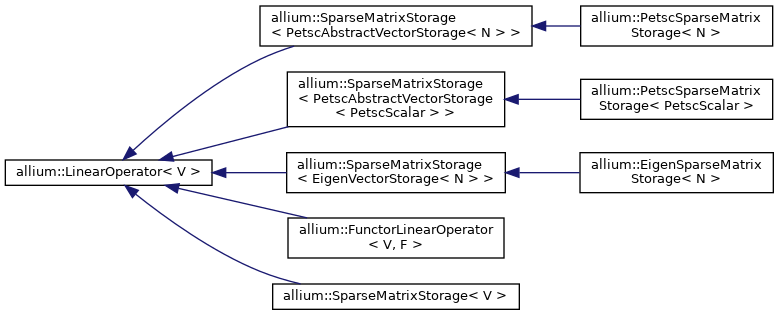 allium::SparseMatrixStorage
< PetscAbstractVectorStorage< N > >
allium::PetscSparseMatrix
Storage< N >
allium::SparseMatrixStorage
< PetscAbstractVectorStorage
< PetscScalar > >
allium::PetscSparseMatrix
Storage< PetscScalar >
allium::LinearOperator< V >
allium::SparseMatrixStorage
< EigenVectorStorage< N > >
allium::EigenSparseMatrix
Storage< N >
allium::FunctorLinearOperator
< V, F >
allium::SparseMatrixStorage< V >